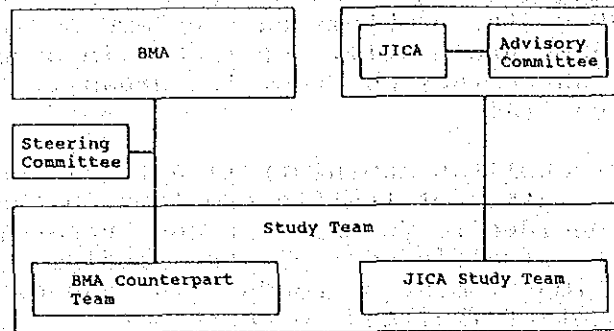 BMA
JICA
Advisory
Committee
Steering
Committee
Study Team
BMA Counterpart
Team
JICA Study Team